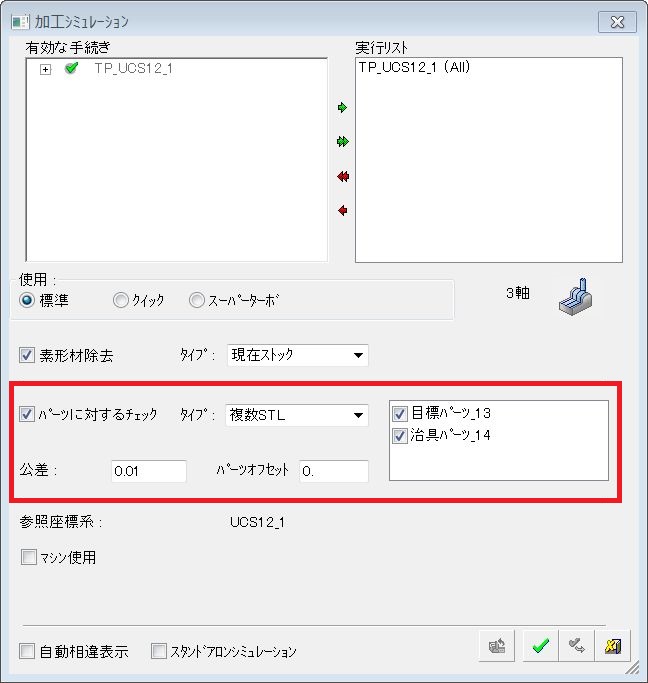 加工ｼﾐｭﾚｰｼｮﾝ
有効な手続き
実行リスト
TP_UCS12_1
TP_UCS12_1 (All)
使用 :
標準
ｸｲｯｸ
ｽｰﾊﾟｰﾀｰﾎﾞ
3軸
素形材除去
ﾀｲﾌﾟ :
現在ｽﾄｯｸ
ﾊﾟｰﾂに対するﾁｪｯｸ
ﾀｲﾌﾟ :
複数STL
目標ﾊﾟｰﾂ_13
治具ﾊﾟｰﾂ_14
公差 :
0.01
ﾊﾟｰﾂｵﾌｾｯﾄ
0.
参照座標系 :
UCS12_1
ﾏｼﾝ使用
自動相違表示
ｽﾀﾝﾄﾞｱﾛﾝｼﾐｭﾚｰｼｮﾝ